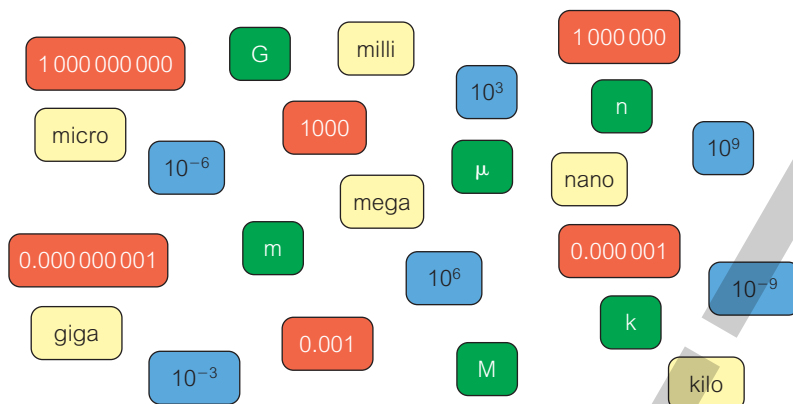 1 000 000 000
G
milli
1 000 000
micro
10⁻⁶
1000
10³
n
10⁹
mega
μ
nano
0.000 000 001
m
10⁶
0.000 001
10⁻⁹
giga
10⁻³
0.001
M
k
kilo